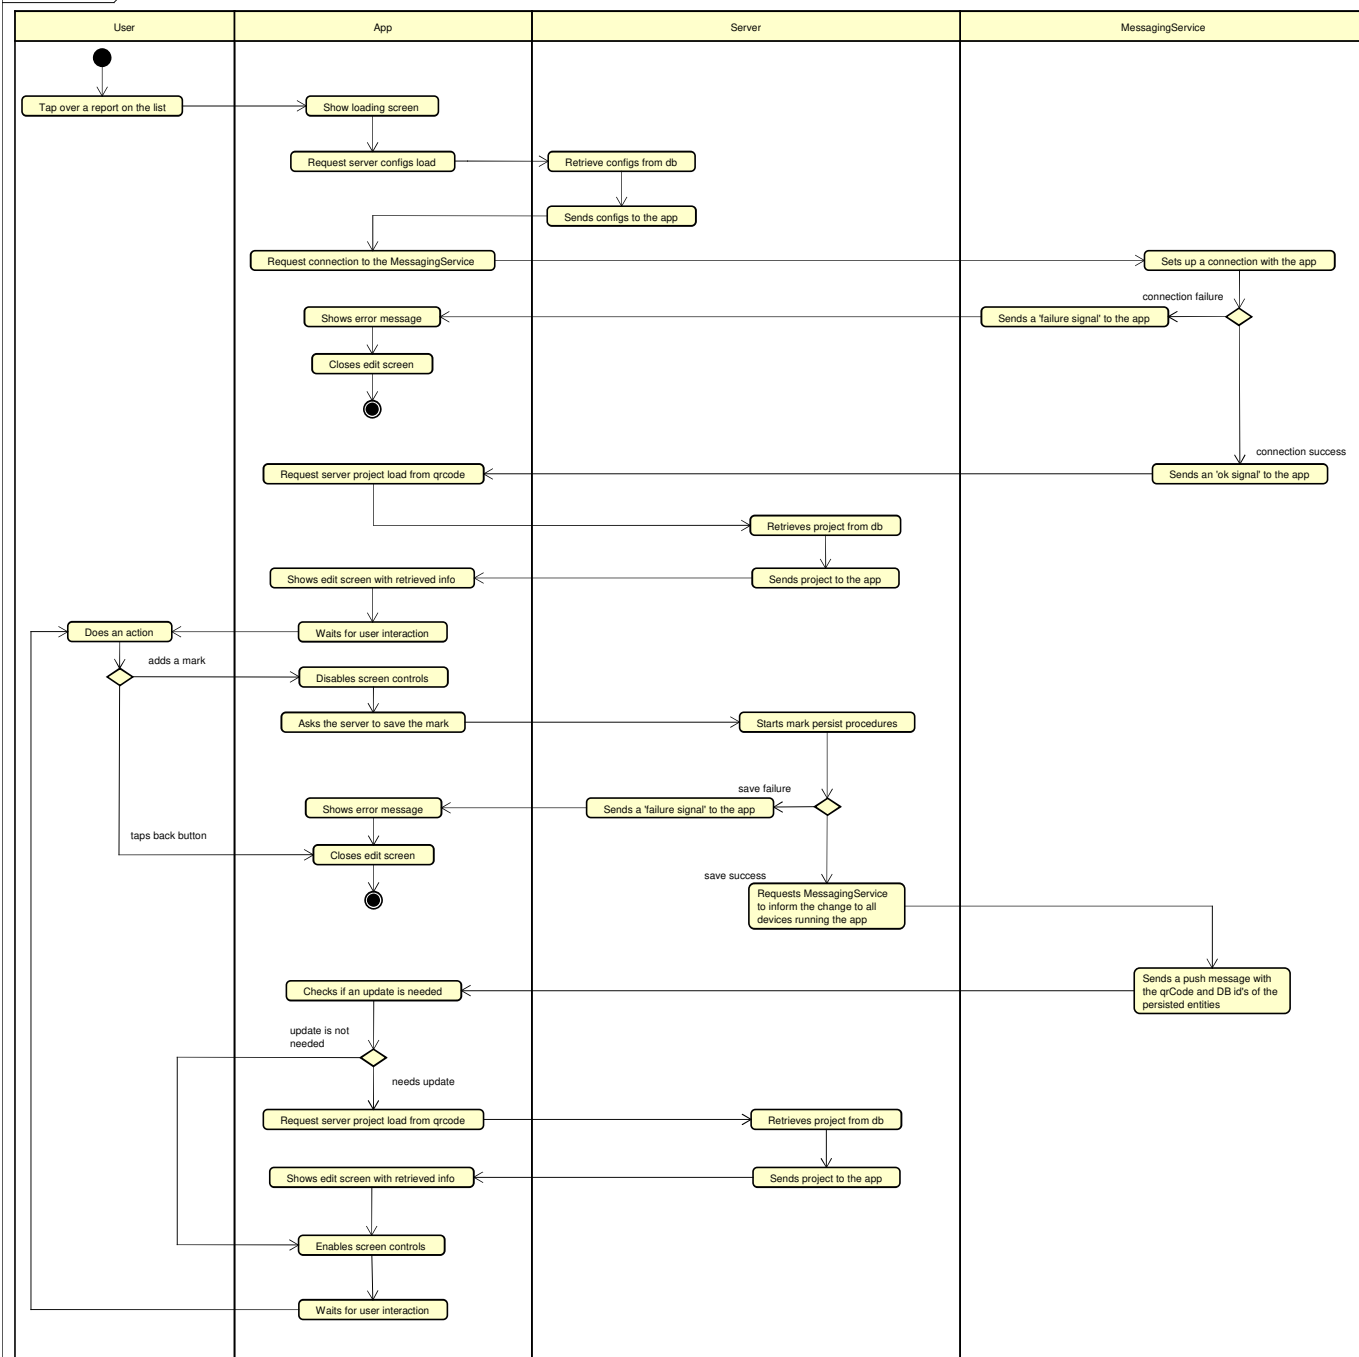 User
App
Server
MessagingService
Tap over a report on the list
Show loading screen
Request server configs load
Retrieve configs from db
Sends configs to the app
Request connection to the MessagingService
Sets up a connection with the app
connection failure
Shows error message
Sends a 'failure signal' to the app
Closes edit screen
connection success
Request server project load from qrcode
Sends an 'ok signal' to the app
Retrieves project from db
Shows edit screen with retrieved info
Sends project to the app
Does an action
Waits for user interaction
adds a mark
Disables screen controls
Asks the server to save the mark
Starts mark persist procedures
save failure
Shows error message
Sends a 'failure signal' to the app
taps back button
Closes edit screen
save success
Requests MessagingService
to inform the change to all
devices running the app
Sends a push message with
the qrCode and DB id's of the
persisted entities
Checks if an update is needed
update is not
needed
needs update
Request server project load from qrcode
Retrieves project from db
Shows edit screen with retrieved info
Sends project to the app
Enables screen controls
Waits for user interaction